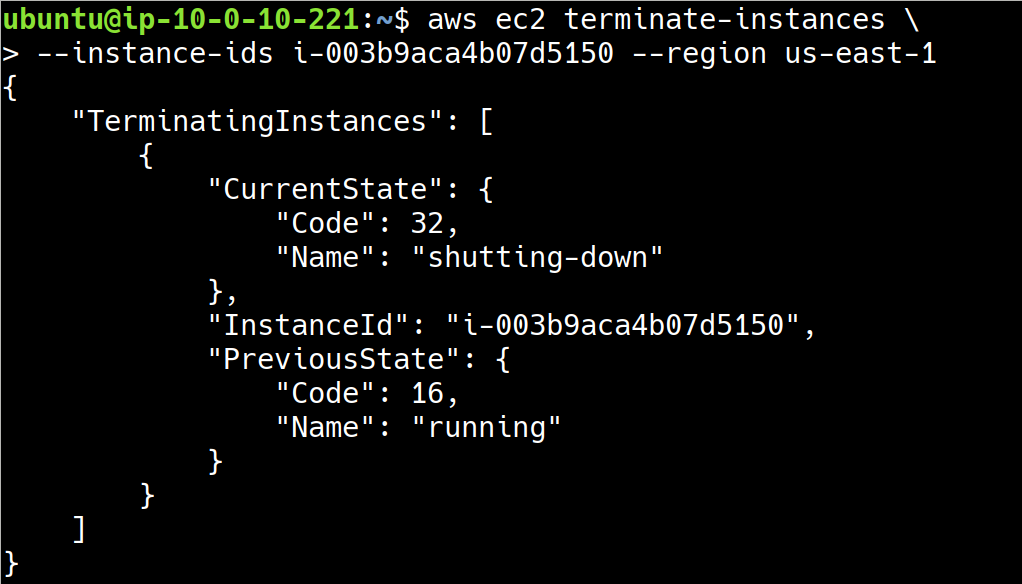 ubuntu@ip-10-0-10-221:~$ aws ec2 terminate-instances \
> --instance-ids i-003b9aca4b07d5150 --region us-east-1
{
    "TerminatingInstances": [
        {
            "CurrentState": {
                "Code": 32,
                "Name": "shutting-down"
            },
            "InstanceId": "i-003b9aca4b07d5150",
            "PreviousState": {
                "Code": 16,
                "Name": "running"
            }
        }
    ]
}